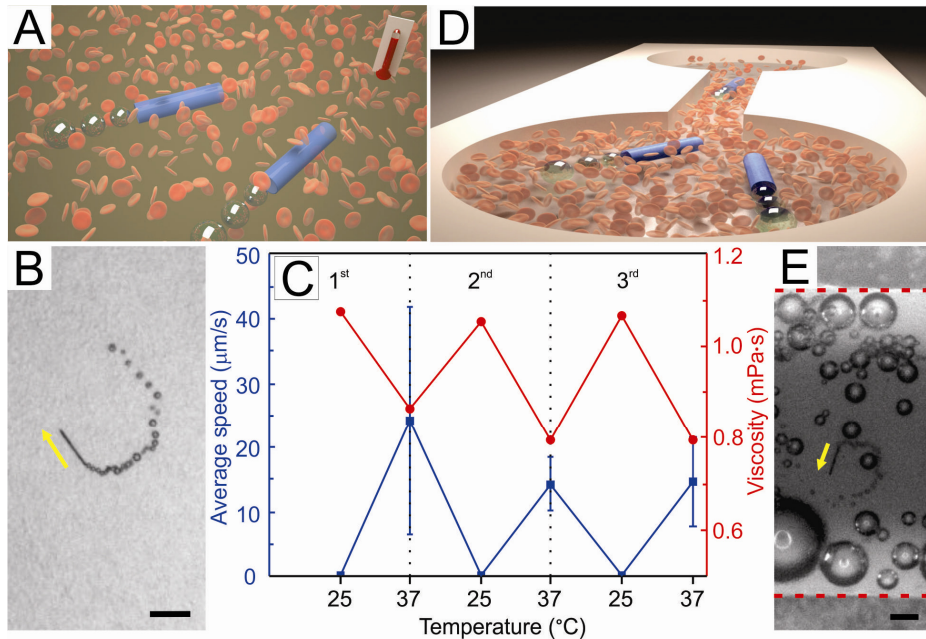 A
D
B
C
E
1st
2nd
3rd
50
40
30
20
10
0
Average speed (μm/s)
1.2
1.0
0.8
0.6
Viscosity (mPa·s)
25 37 25 37 25 37
Temperature (°C)